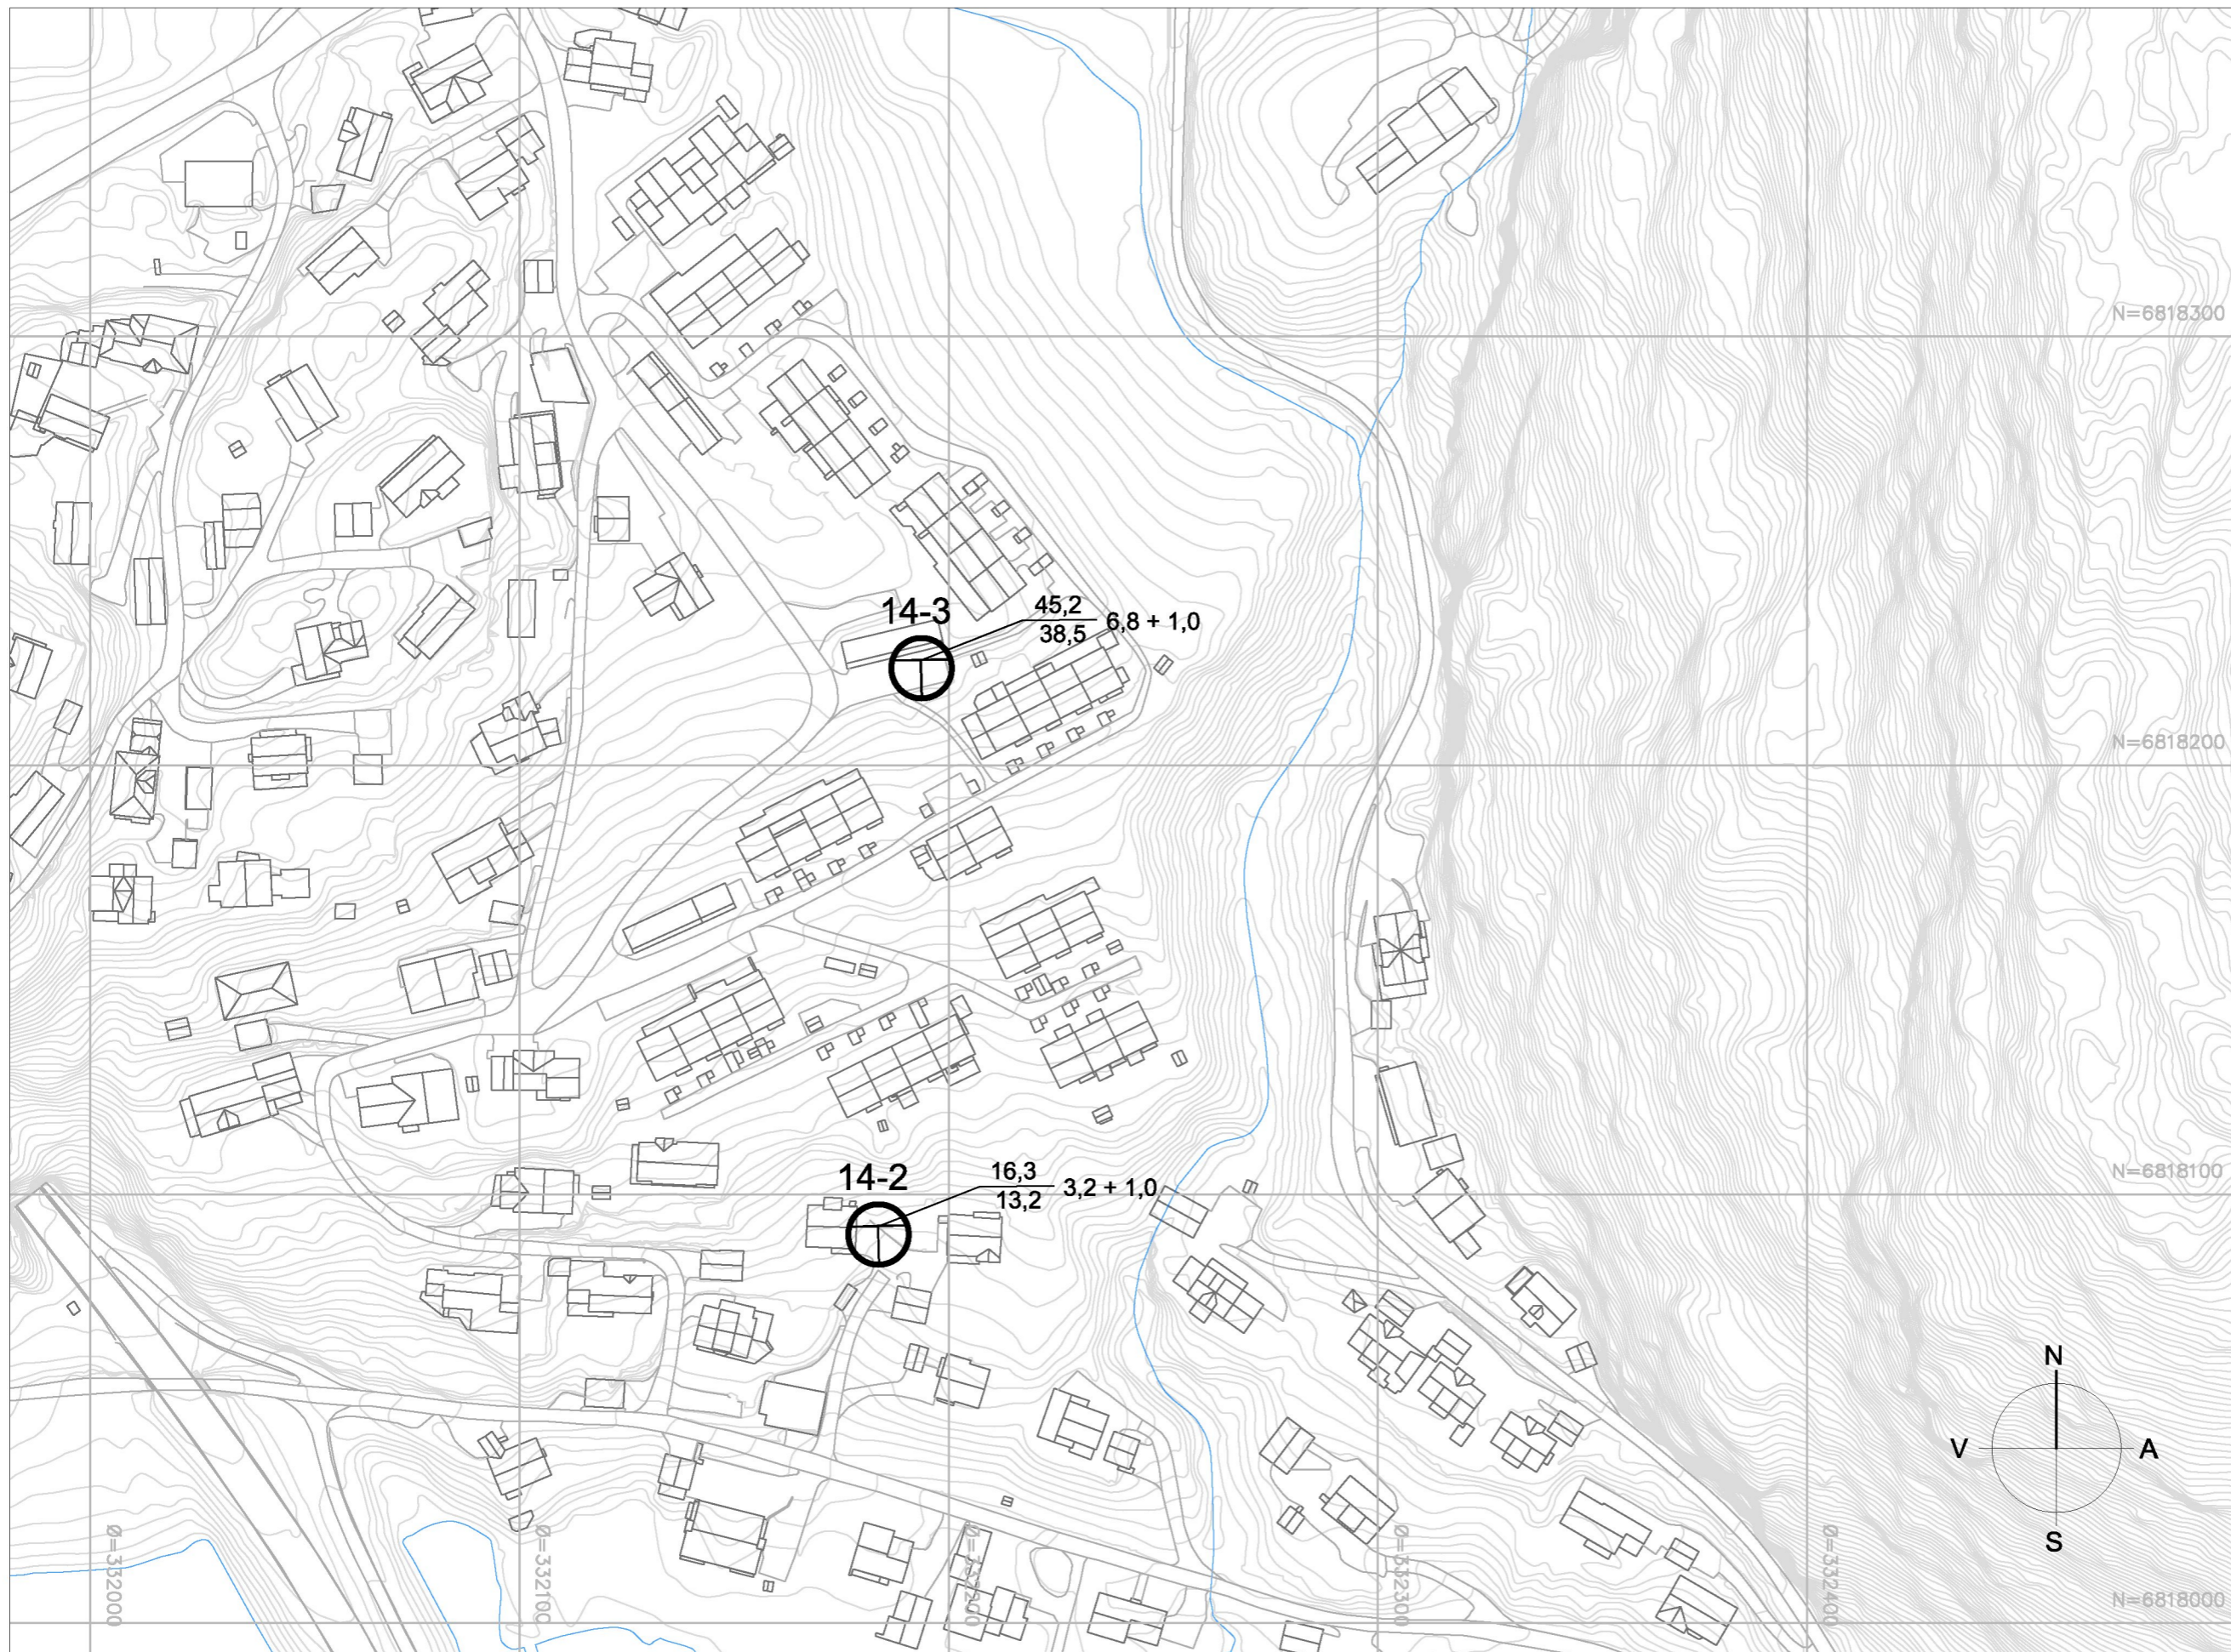 N=6818300
14-3
45,2
38,5
6,8 + 1,0
N=6818200
14-2
16,3
13,2
3,2 + 1,0
N=6818100
N
V
A
S
Ø=332000
Ø=332100
Ø=332200
Ø=332300
Ø=332400
N=6818000